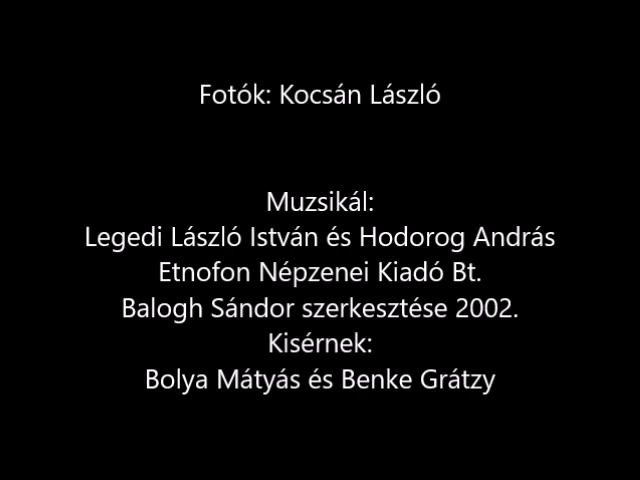 Fotók: Kocsán László
Muzsikál:
Legedi László István és Hodorog András
Etnofon Népzenei Kiadó Bt.
Balogh Sándor szerkesztése 2002.
Kisérnek:
Bolya Mátyás és Benke Grátzy